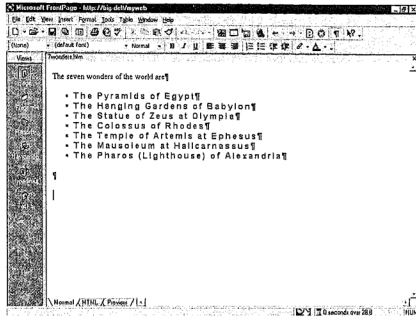 Microsoft FrontPage - http://big.dell/myweb
File Edit View Insert Format Tools Table Window Help
(None) (default font) Normal B I U A
Views 7wonders.htm
The seven wonders of the world are¶
• The Pyramids of Egypt¶
• The Hanging Gardens of Babylon¶
• The Statue of Zeus at Olympia¶
• The Colossus of Rhodes¶
• The Temple of Artemis at Ephesus¶
• The Mausoleum at Halicarnassus¶
• The Pharos (Lighthouse) of Alexandria¶
¶
Normal HTML Preview
0 seconds over 28.8 NUM